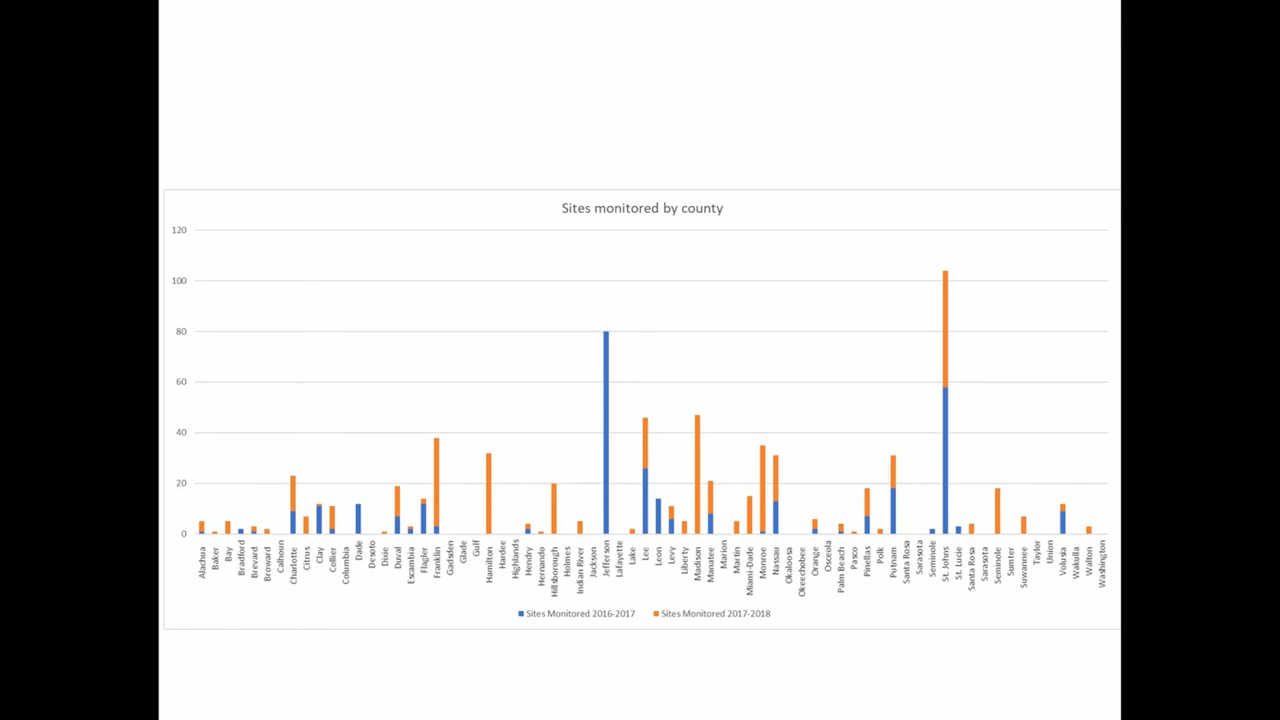 Sites monitored by county
120
100
80
60
40
20
0
Alachua
Baker
Bay
Bradford
Brevard
Broward
Calhoun
Charlotte
Citrus
Clay
Collier
Columbia
Dade
Desoto
Dixie
Duval
Escambia
Flagler
Franklin
Gadsden
Glade
Gulf
Hamilton
Hardee
Highlands
Hendry
Hernando
Hillsborough
Holmes
Indian River
Jackson
Jefferson
Lafayette
Lake
Lee
Leon
Levy
Liberty
Madison
Manatee
Marion
Martin
Miami-Dade
Monroe
Nassau
Okaloosa
Okeechobee
Orange
Osceola
Palm Beach
Pasco
Pinellas
Polk
Putnam
Santa Rosa
Sarasota
Seminole
St. Johns
St. Lucie
Santa Rosa
Sarasota
Seminole
Sumter
Suwannee
Taylor
Union
Volusia
Wakulla
Walton
Washington
Sites Monitored 2016-2017
Sites Monitored 2017-2018